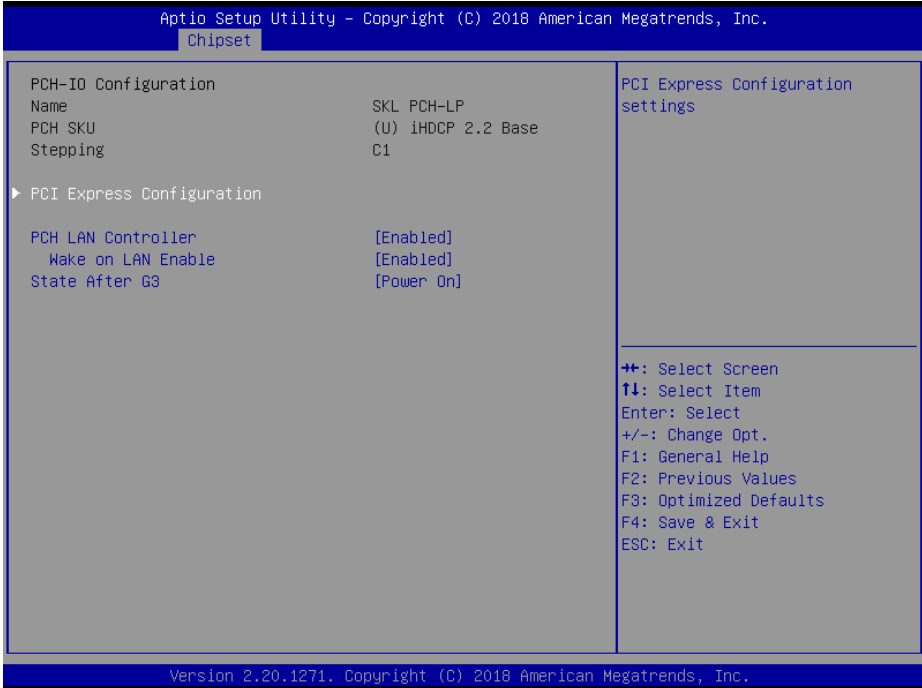 Aptio Setup Utility – Copyright (C) 2018 American Megatrends, Inc.
Chipset
PCH-IO Configuration
Name SKL PCH-LP
PCH SKU (U) iHDCP 2.2 Base
Stepping C1
PCI Express Configuration
PCH LAN Controller [Enabled]
Wake on LAN Enable [Enabled]
State After G3 [Power On]
PCI Express Configuration
settings
→←: Select Screen
↑↓: Select Item
Enter: Select
+/-: Change Opt.
F1: General Help
F2: Previous Values
F3: Optimized Defaults
F4: Save & Exit
ESC: Exit
Version 2.20.1271. Copyright (C) 2018 American Megatrends, Inc.